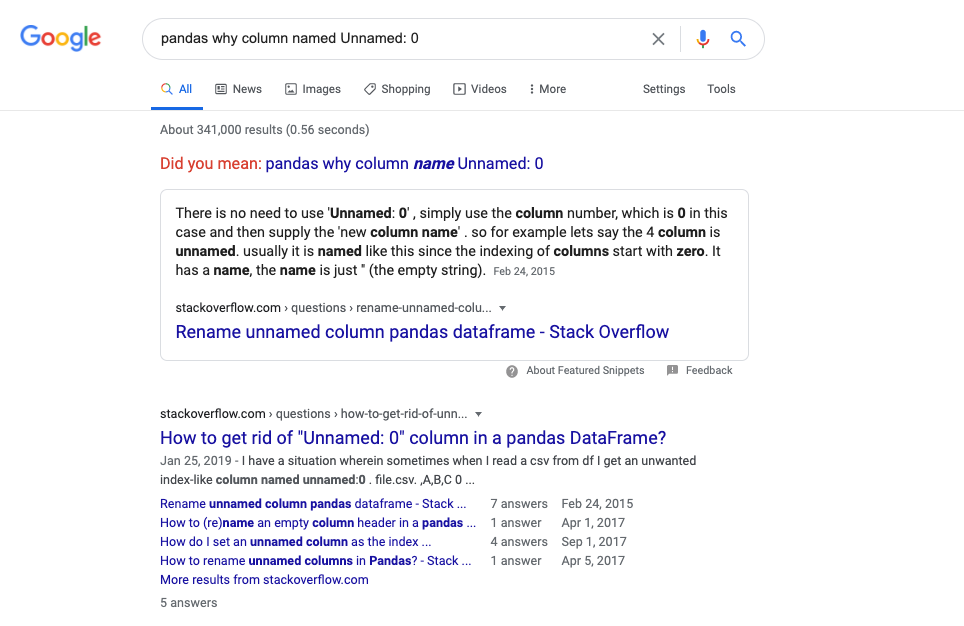 Google
pandas why column named Unnamed: 0
All News Images Shopping Videos More Settings Tools
About 341,000 results (0.56 seconds)
Did you mean: pandas why column name Unnamed: 0
There is no need to use 'Unnamed: 0' , simply use the column number, which is 0 in this
case and then supply the 'new column name' . so for example lets say the 4 column is
unnamed. usually it is named like this since the indexing of columns start with zero. It
has a name, the name is just '' (the empty string). Feb 24, 2015
stackoverflow.com › questions › rename-unnamed-colu...
Rename unnamed column pandas dataframe - Stack Overflow
About Featured Snippets Feedback
stackoverflow.com › questions › how-to-get-rid-of-unn...
How to get rid of "Unnamed: 0" column in a pandas DataFrame?
Jan 25, 2019 - I have a situation wherein sometimes when I read a csv from df I get an unwanted
index-like column named unnamed:0 . file.csv. ,A,B,C 0 ...
Rename unnamed column pandas dataframe - Stack ... 7 answers Feb 24, 2015
How to (re)name an empty column header in a pandas ... 1 answer Apr 1, 2017
How do I set an unnamed column as the index ... 4 answers Sep 1, 2017
How to rename unnamed columns in Pandas? - Stack ... 1 answer Apr 5, 2017
More results from stackoverflow.com
5 answers